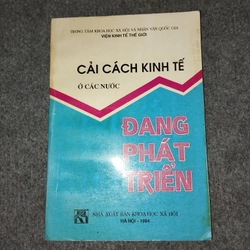 TRUNG TÂM KHOA HỌC XÃ HỘI VÀ NHÂN VĂN QUỐC GIA
VIỆN KINH TẾ THẾ GIỚI
CẢI CÁCH KINH TẾ
Ở CÁC NƯỚC
ĐANG
PHÁT
TRIỂN
NHÀ XUẤT BẢN KHOA HỌC XÃ HỘI
HÀ NỘI - 1994